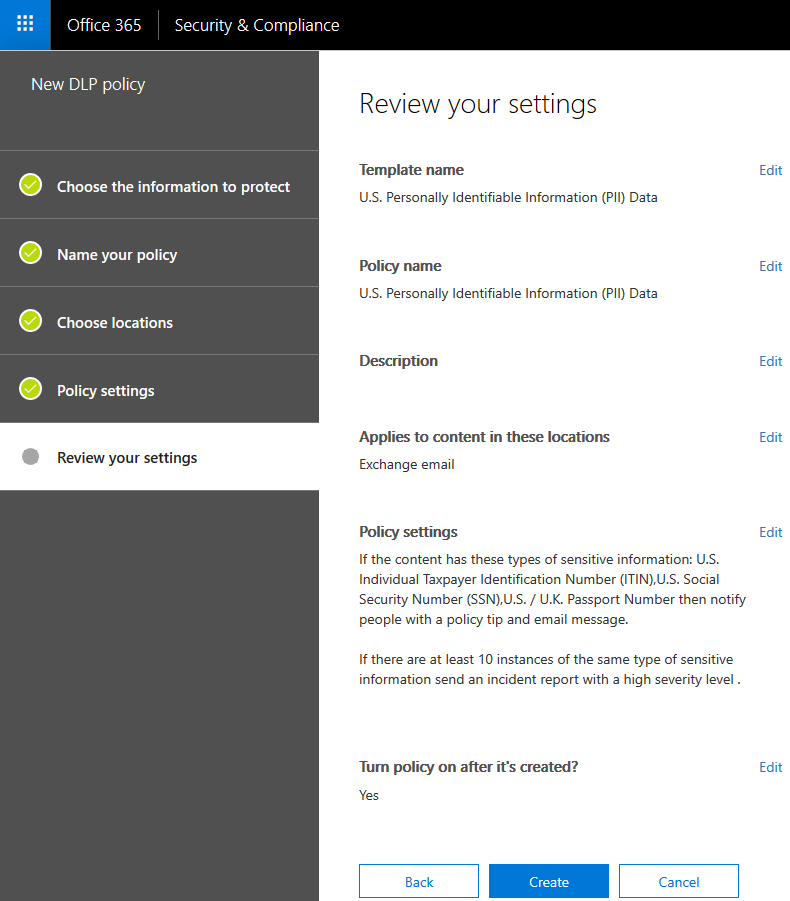 Office 365
Security & Compliance
New DLP policy
Choose the information to protect
Name your policy
Choose locations
Policy settings
Review your settings
Review your settings
Template name
Edit
U.S. Personally Identifiable Information (PII) Data
Policy name
Edit
U.S. Personally Identifiable Information (PII) Data
Description
Edit
Applies to content in these locations
Edit
Exchange email
Policy settings
Edit
If the content has these types of sensitive information: U.S.
Individual Taxpayer Identification Number (ITIN),U.S. Social
Security Number (SSN),U.S. / U.K. Passport Number then notify
people with a policy tip and email message.
If there are at least 10 instances of the same type of sensitive
information send an incident report with a high severity level .
Turn policy on after it's created?
Edit
Yes
Back
Create
Cancel